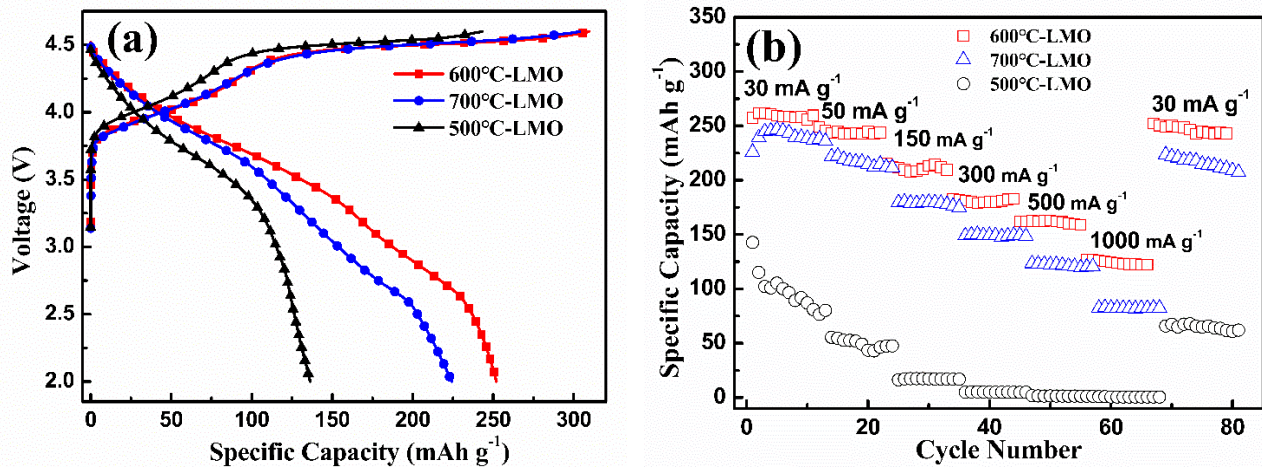 (a)
4.5
4.0
3.5
3.0
2.5
2.0
Voltage (V)
600°C-LMO
700°C-LMO
500°C-LMO
0 50 100 150 200 250 300
Specific Capacity (mAh g⁻¹)
(b)
350
300
250
200
150
100
50
0
Specific Capacity (mAh g⁻¹)
600°C-LMO
700°C-LMO
500°C-LMO
30 mA g⁻¹
50 mA g⁻¹
150 mA g⁻¹
300 mA g⁻¹
500 mA g⁻¹
1000 mA g⁻¹
30 mA g⁻¹
0 20 40 60 80
Cycle Number